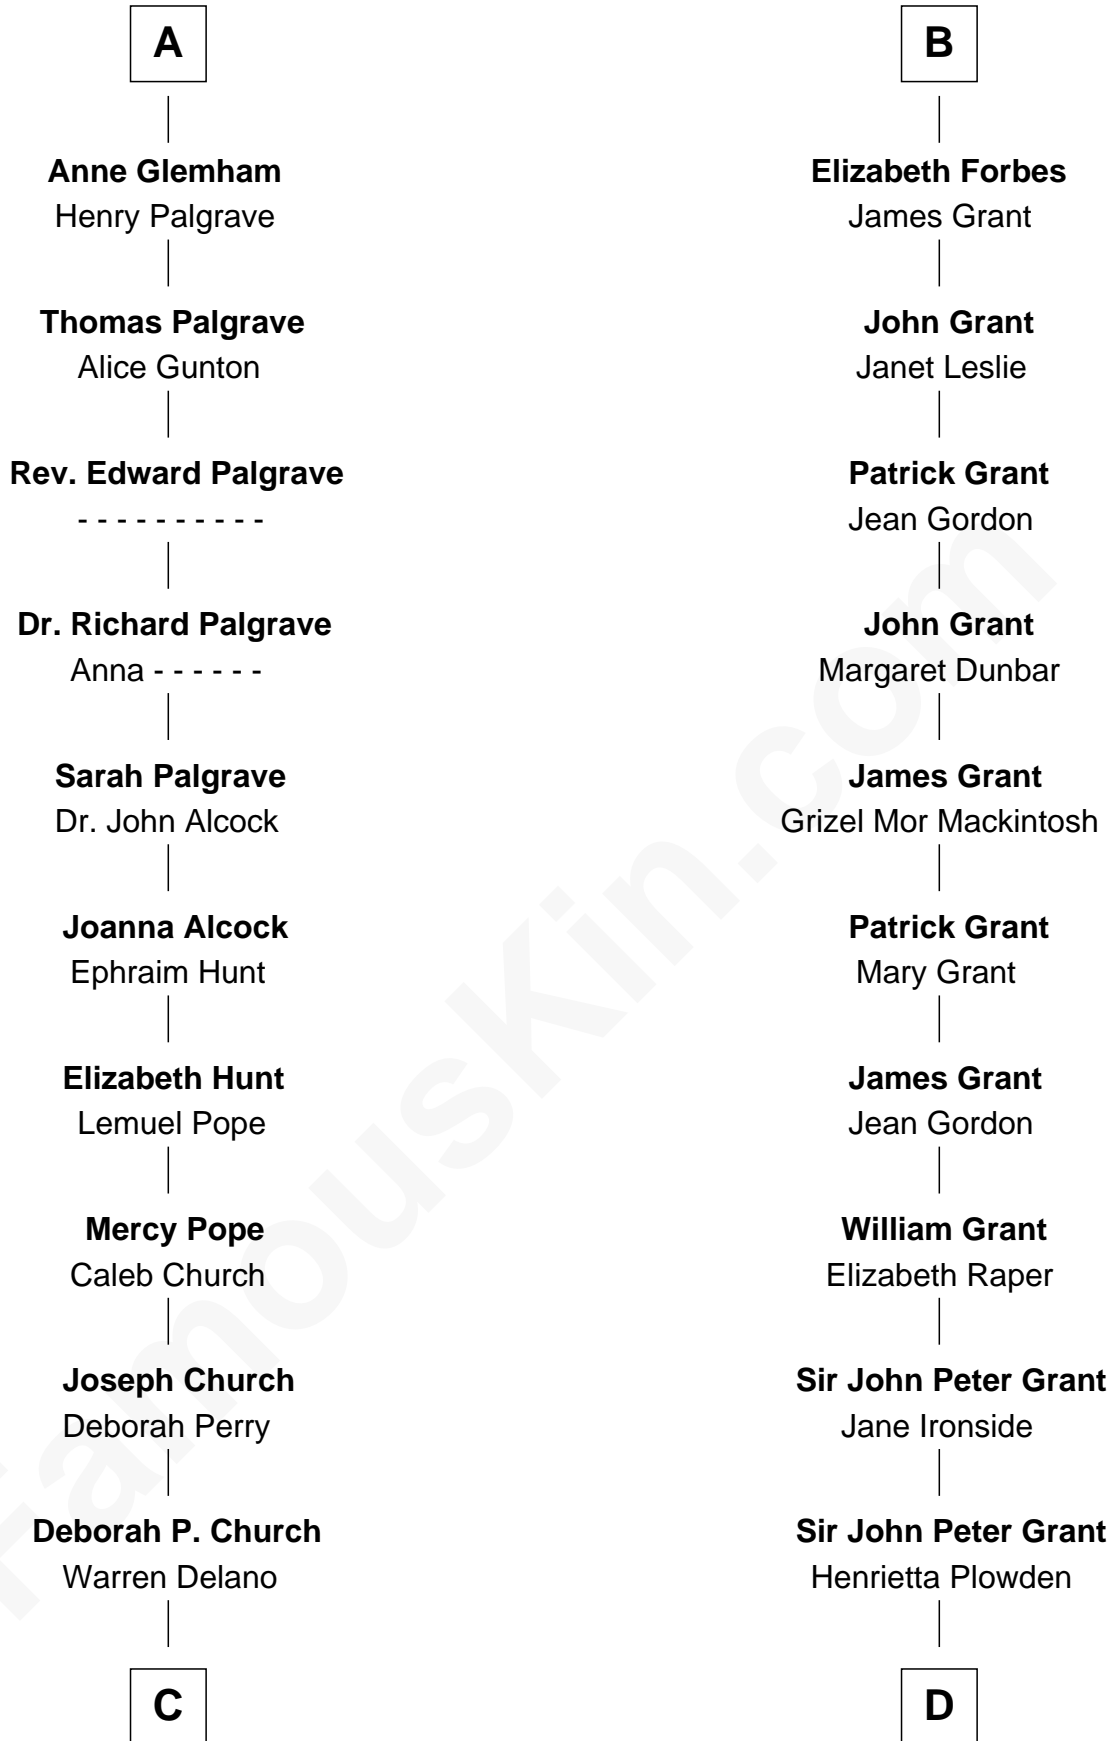 A
Anne Glemham
Henry Palgrave
Thomas Palgrave
Alice Gunton
Rev. Edward Palgrave
- - - - - - - - - -
Dr. Richard Palgrave
Anna - - - - - -
Sarah Palgrave
Dr. John Alcock
Joanna Alcock
Ephraim Hunt
Elizabeth Hunt
Lemuel Pope
Mercy Pope
Caleb Church
Joseph Church
Deborah Perry
Deborah P. Church
Warren Delano
C
B
Elizabeth Forbes
James Grant
John Grant
Janet Leslie
Patrick Grant
Jean Gordon
John Grant
Margaret Dunbar
James Grant
Grizel Mor Mackintosh
Patrick Grant
Mary Grant
James Grant
Jean Gordon
William Grant
Elizabeth Raper
Sir John Peter Grant
Jane Ironside
Sir John Peter Grant
Henrietta Plowden
D
FamousKin.com